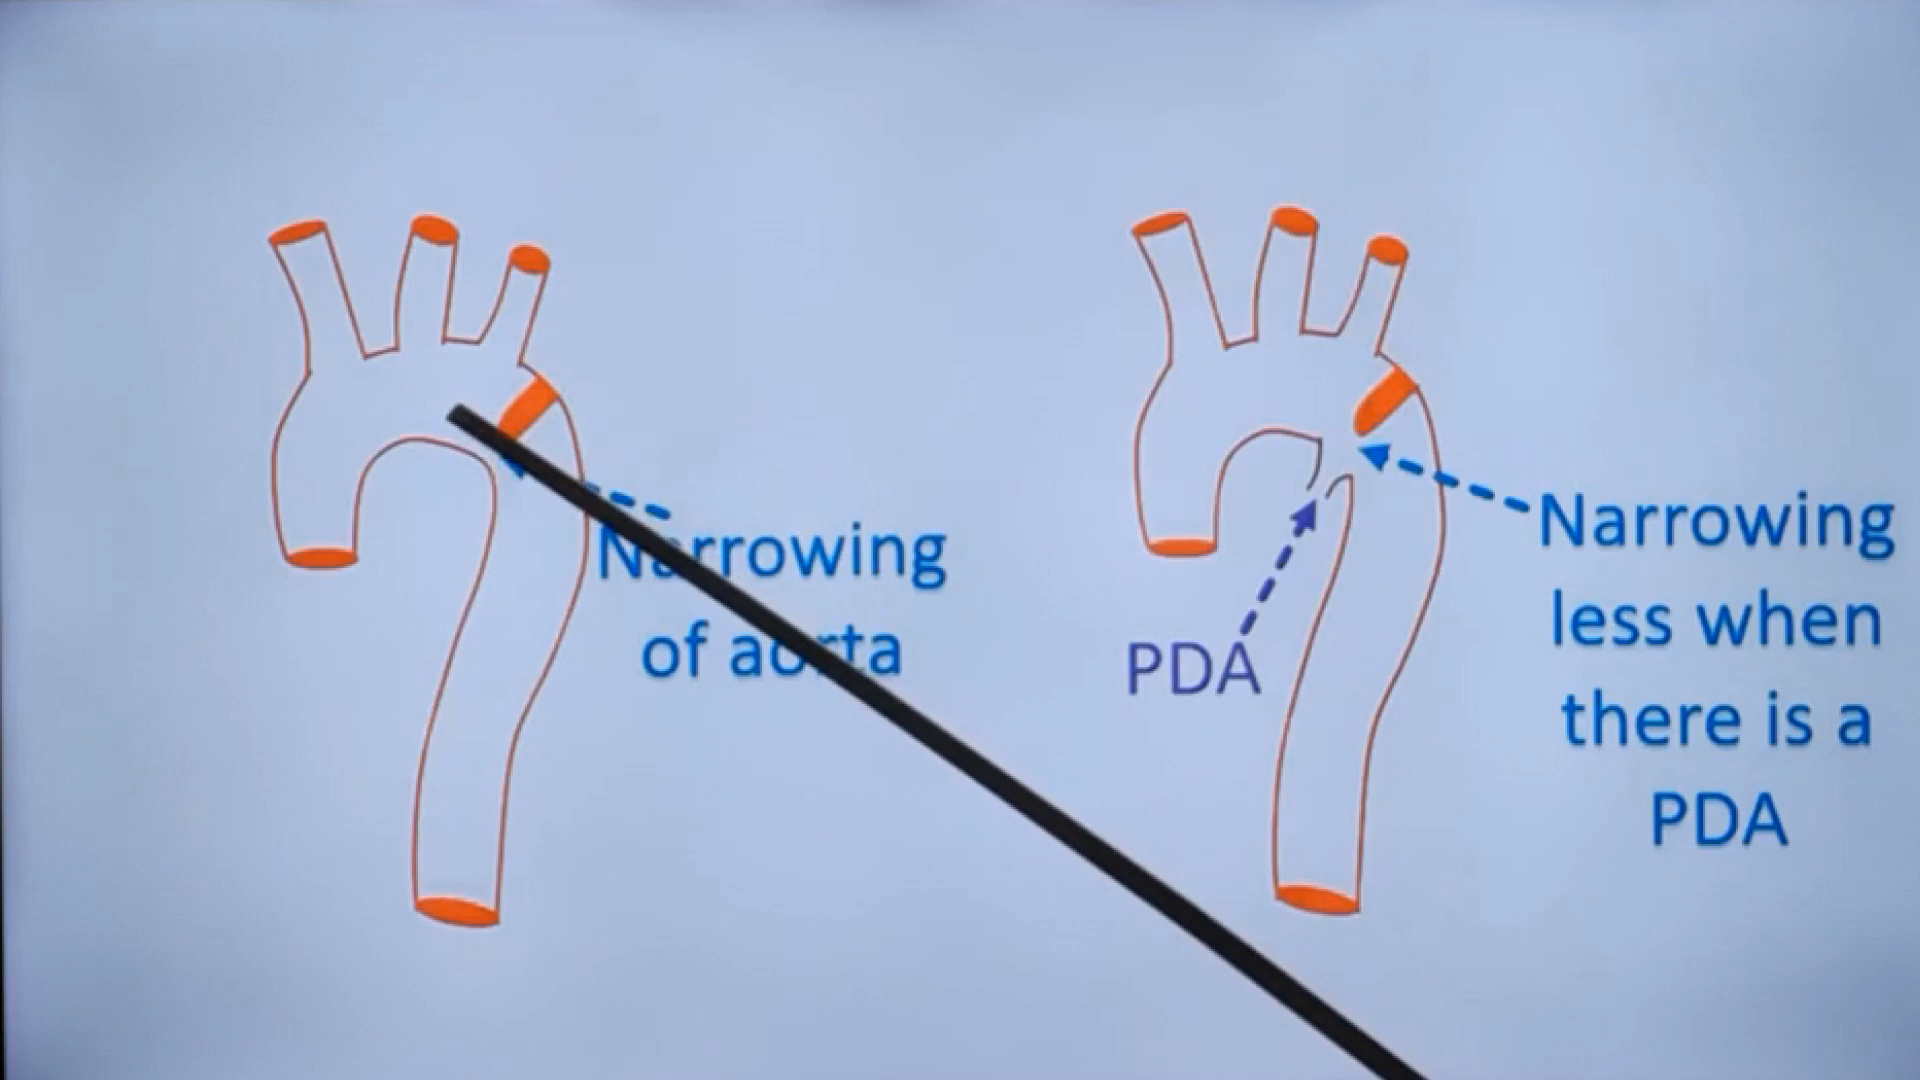 Narrowing
of aorta
PDA
Narrowing
less when
there is a
PDA